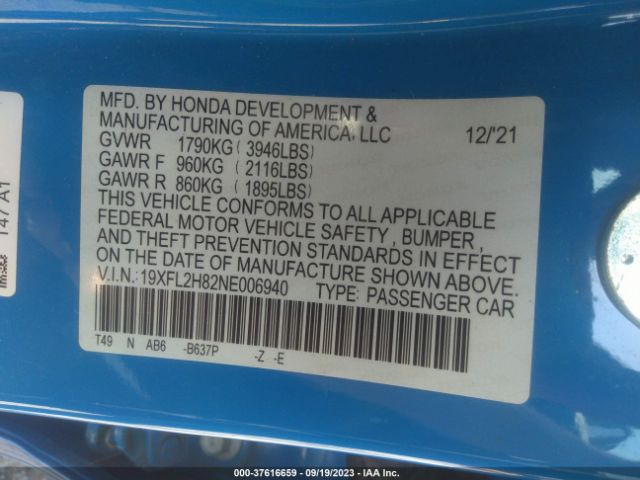 MFD. BY HONDA DEVELOPMENT &
MANUFACTURING OF AMERICA, LLC 12/'21
GVWR 1790KG ( 3946LBS)
GAWR F 960KG ( 2116LBS)
GAWR R 860KG ( 1895LBS)
THIS VEHICLE CONFORMS TO ALL APPLICABLE
FEDERAL MOTOR VEHICLE SAFETY , BUMPER ,
AND THEFT PREVENTION STANDARDS IN EFFECT
ON THE DATE OF MANUFACTURE SHOWN ABOVE.
V.I.N.:19XFL2H82NE006940 TYPE: PASSENGER CAR
T49 N AB6 -B637P -Z -E
T47 A1
000-37616659 - 09/19/2023 - IAA Inc.